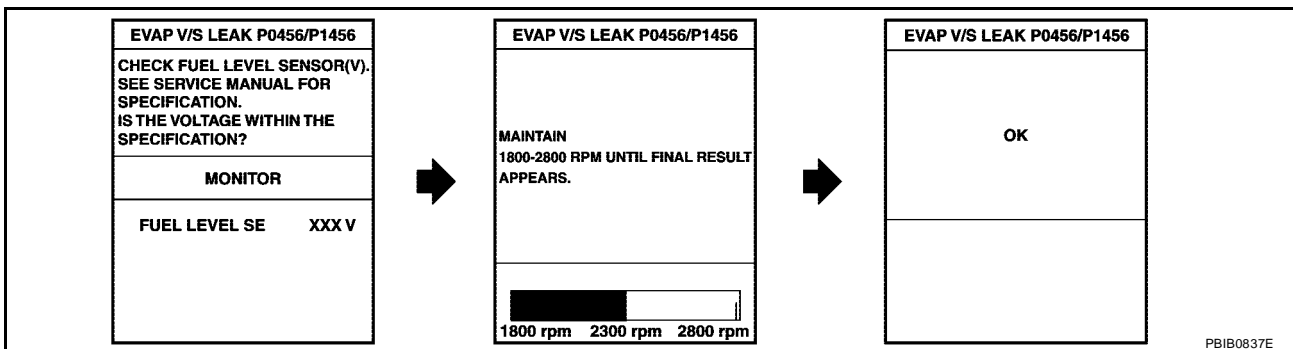 EVAP V/S LEAK P0456/P1456
CHECK FUEL LEVEL SENSOR(V).
SEE SERVICE MANUAL FOR
SPECIFICATION.
IS THE VOLTAGE WITHIN THE
SPECIFICATION?
MONITOR
FUEL LEVEL SE XXX V
EVAP V/S LEAK P0456/P1456
MAINTAIN
1800-2800 RPM UNTIL FINAL RESULT
APPEARS.
1800 rpm 2300 rpm 2800 rpm
EVAP V/S LEAK P0456/P1456
OK
PBIB0837E